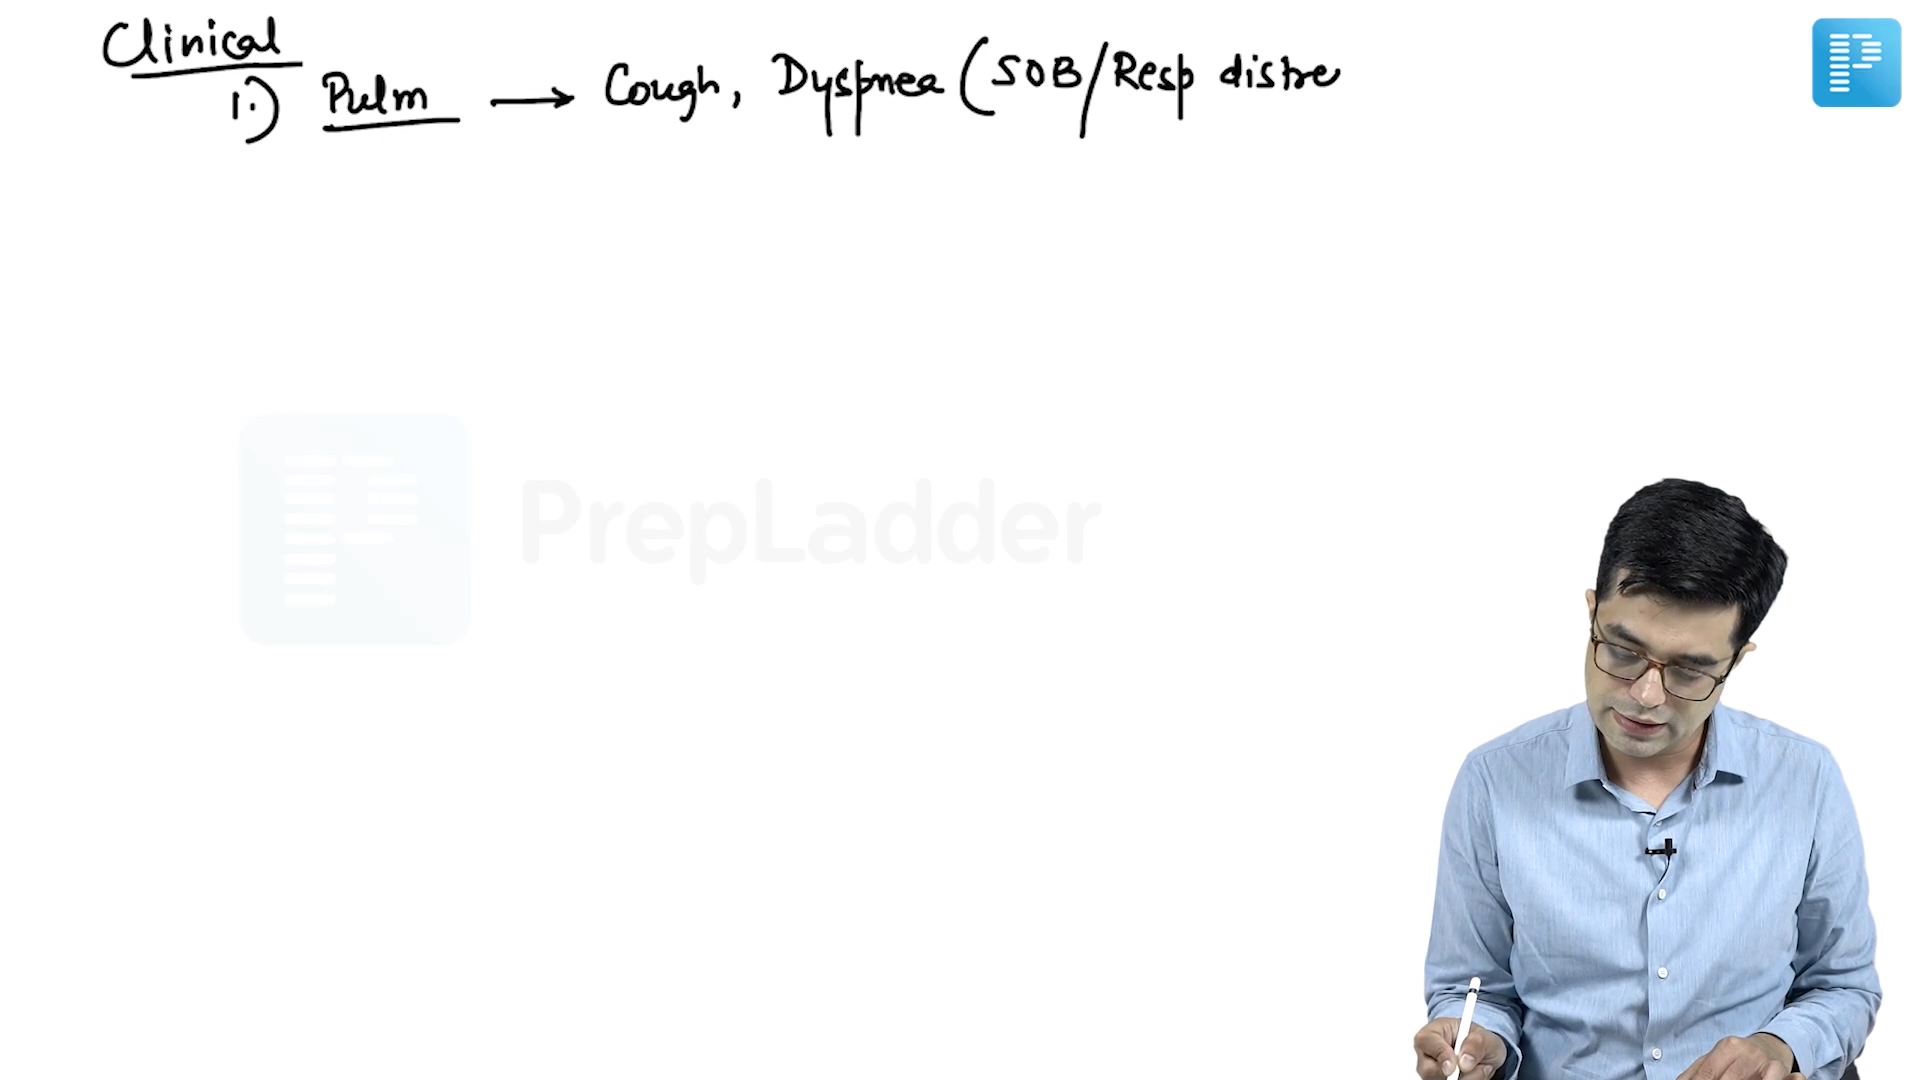 Clinical
1.) Pulm → Cough, Dyspnea (SOB/Resp distre
PrepLadder